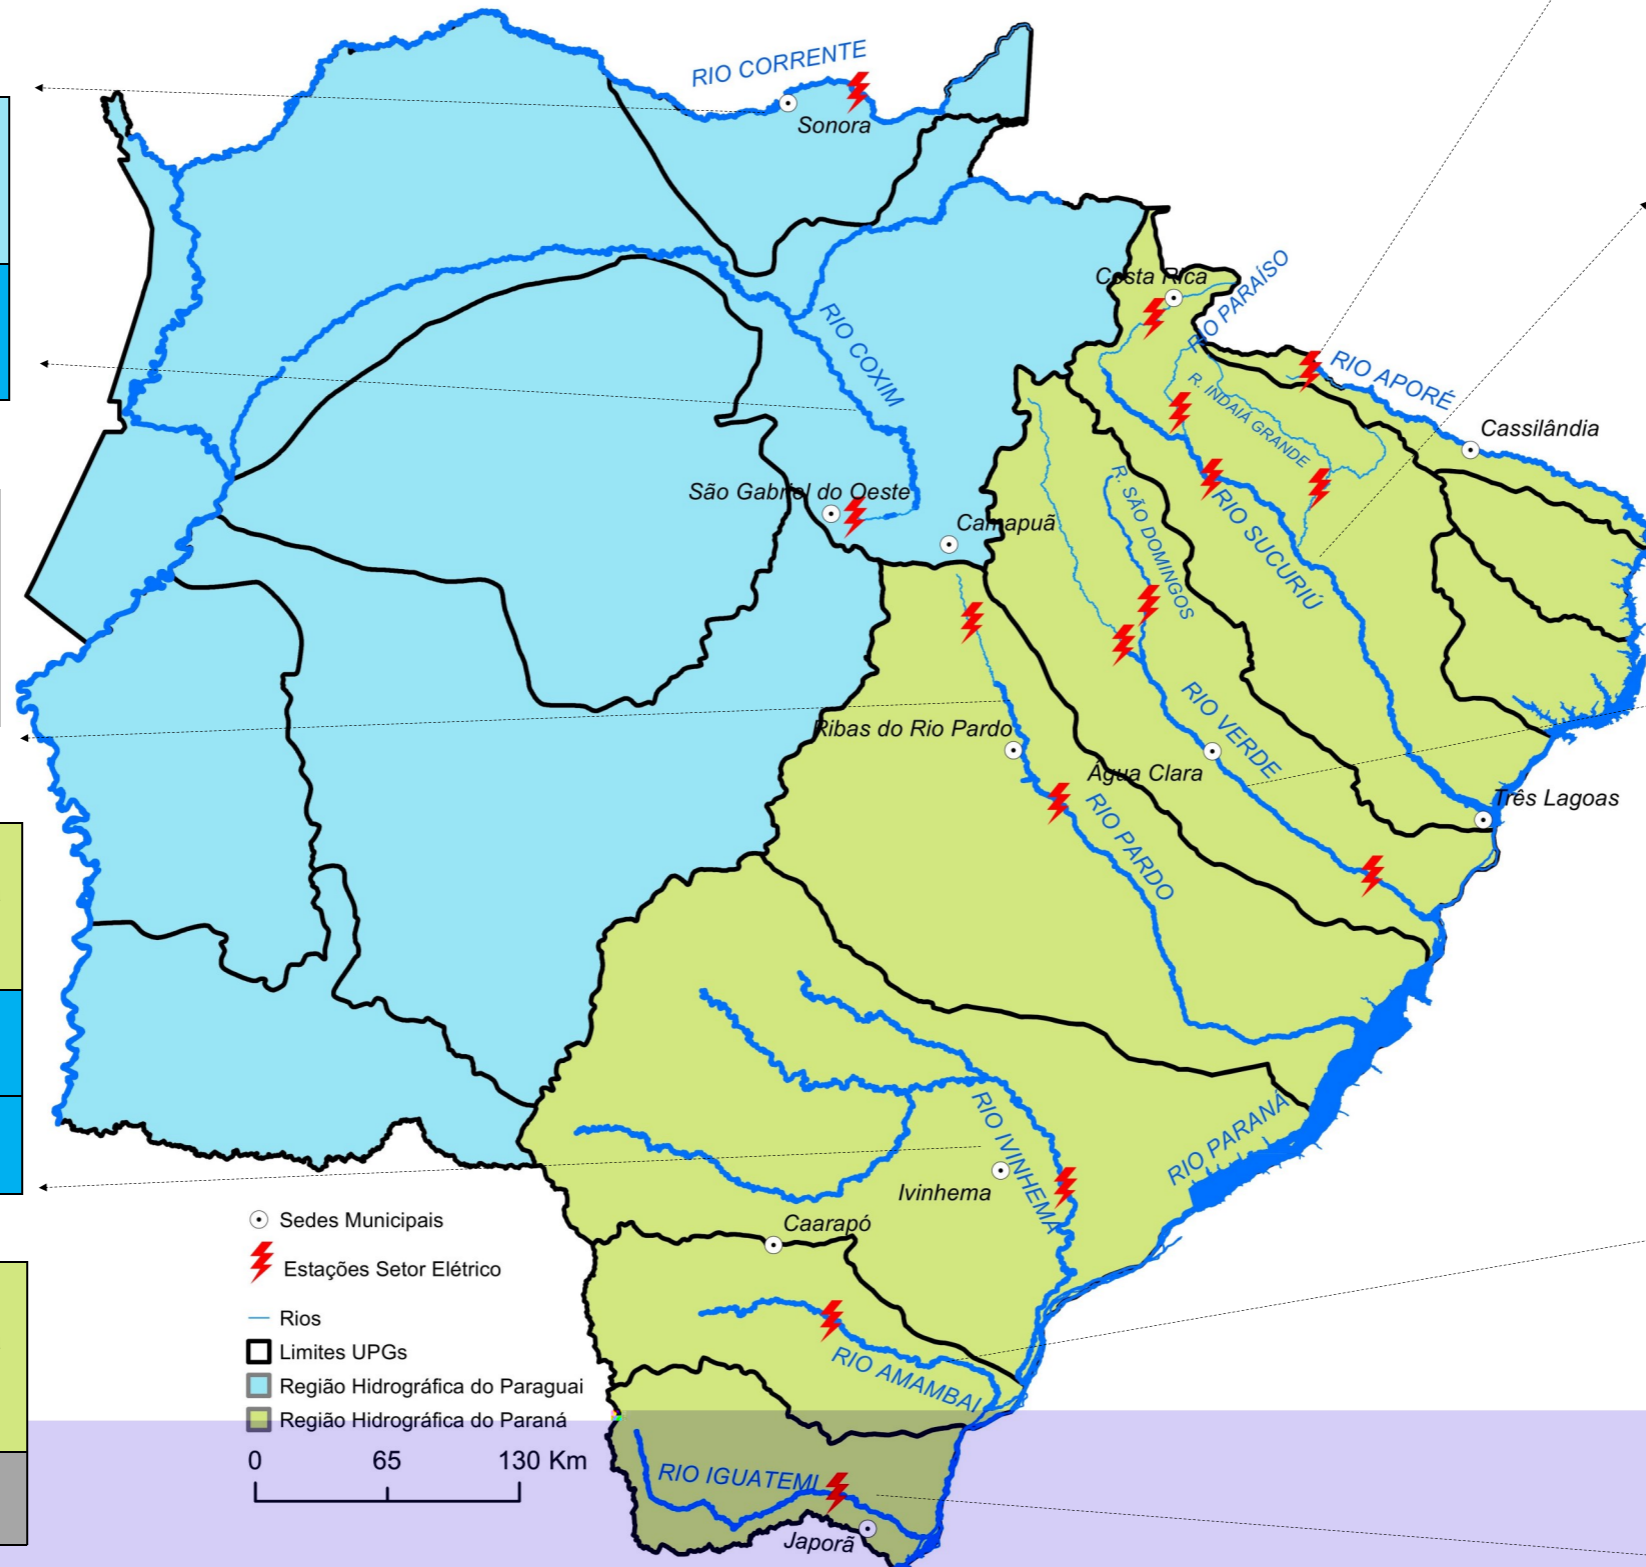 RIO CORRENTE
Sonora
Costa Rica
RIO PARAÍSO
RIO APORÉ
R. INDAIÁ GRANDE
Cassilândia
RIO COXIM
São Gabriel do Oeste
Camapuã
R. SÃO DOMINGOS
RIO SUCURIÚ
Ribas do Rio Pardo
RIO VERDE
Água Clara
Três Lagoas
RIO PARDO
RIO PARANÁ
RIO IVINHEMA
Ivinhema
Caarapó
Sedes Municipais
Estações Setor Elétrico
Rios
Limites UPGs
Região Hidrográfica do Paraguai
Região Hidrográfica do Paraná
0 65 130 Km
RIO AMAMBAI
RIO IGUATEMI
Japorã